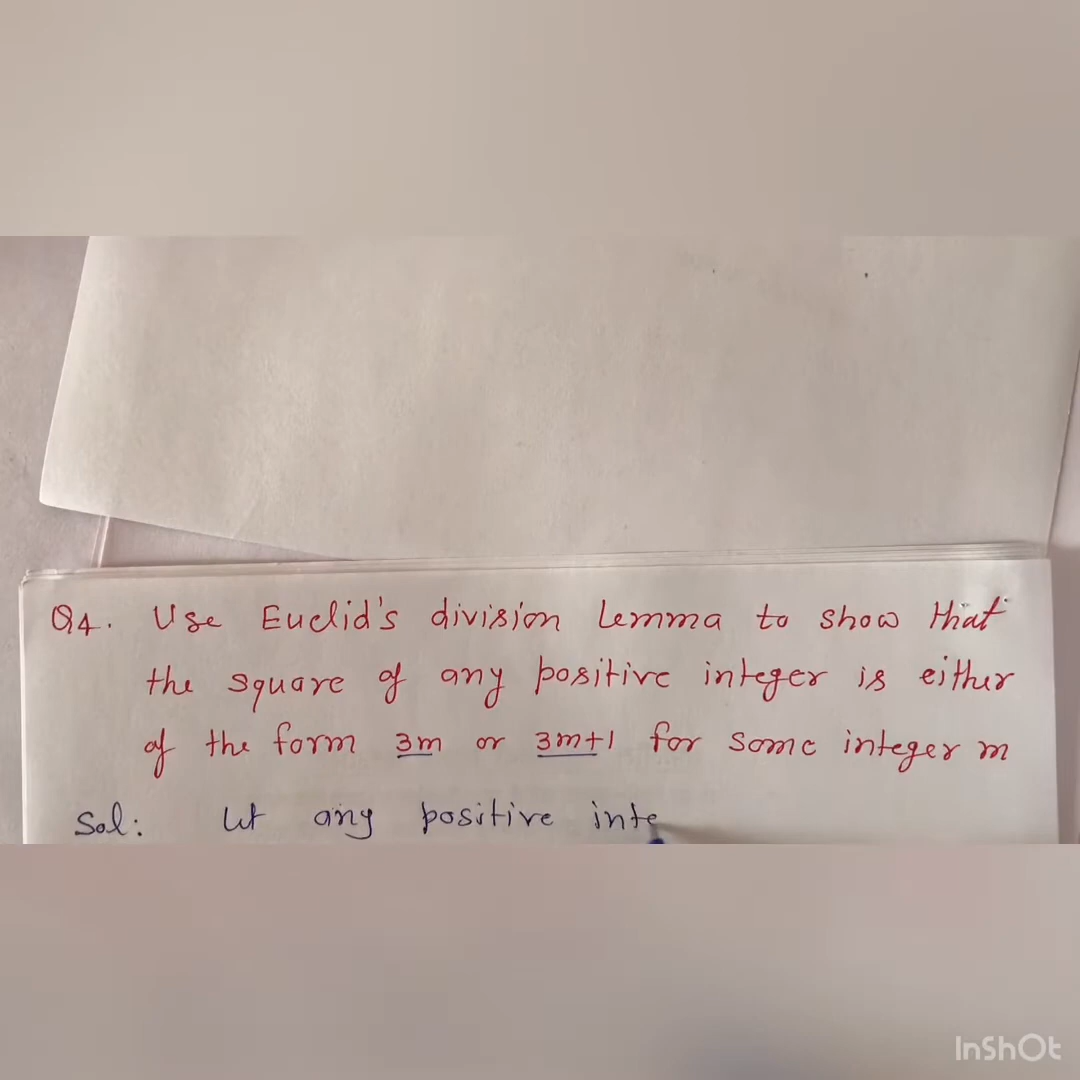 Q4. Use Euclid's division Lemma to show that
the square of any positive integer is either
of the form 3m or 3m+1 for some integer m
Sol: Let any positive inte
InShOt